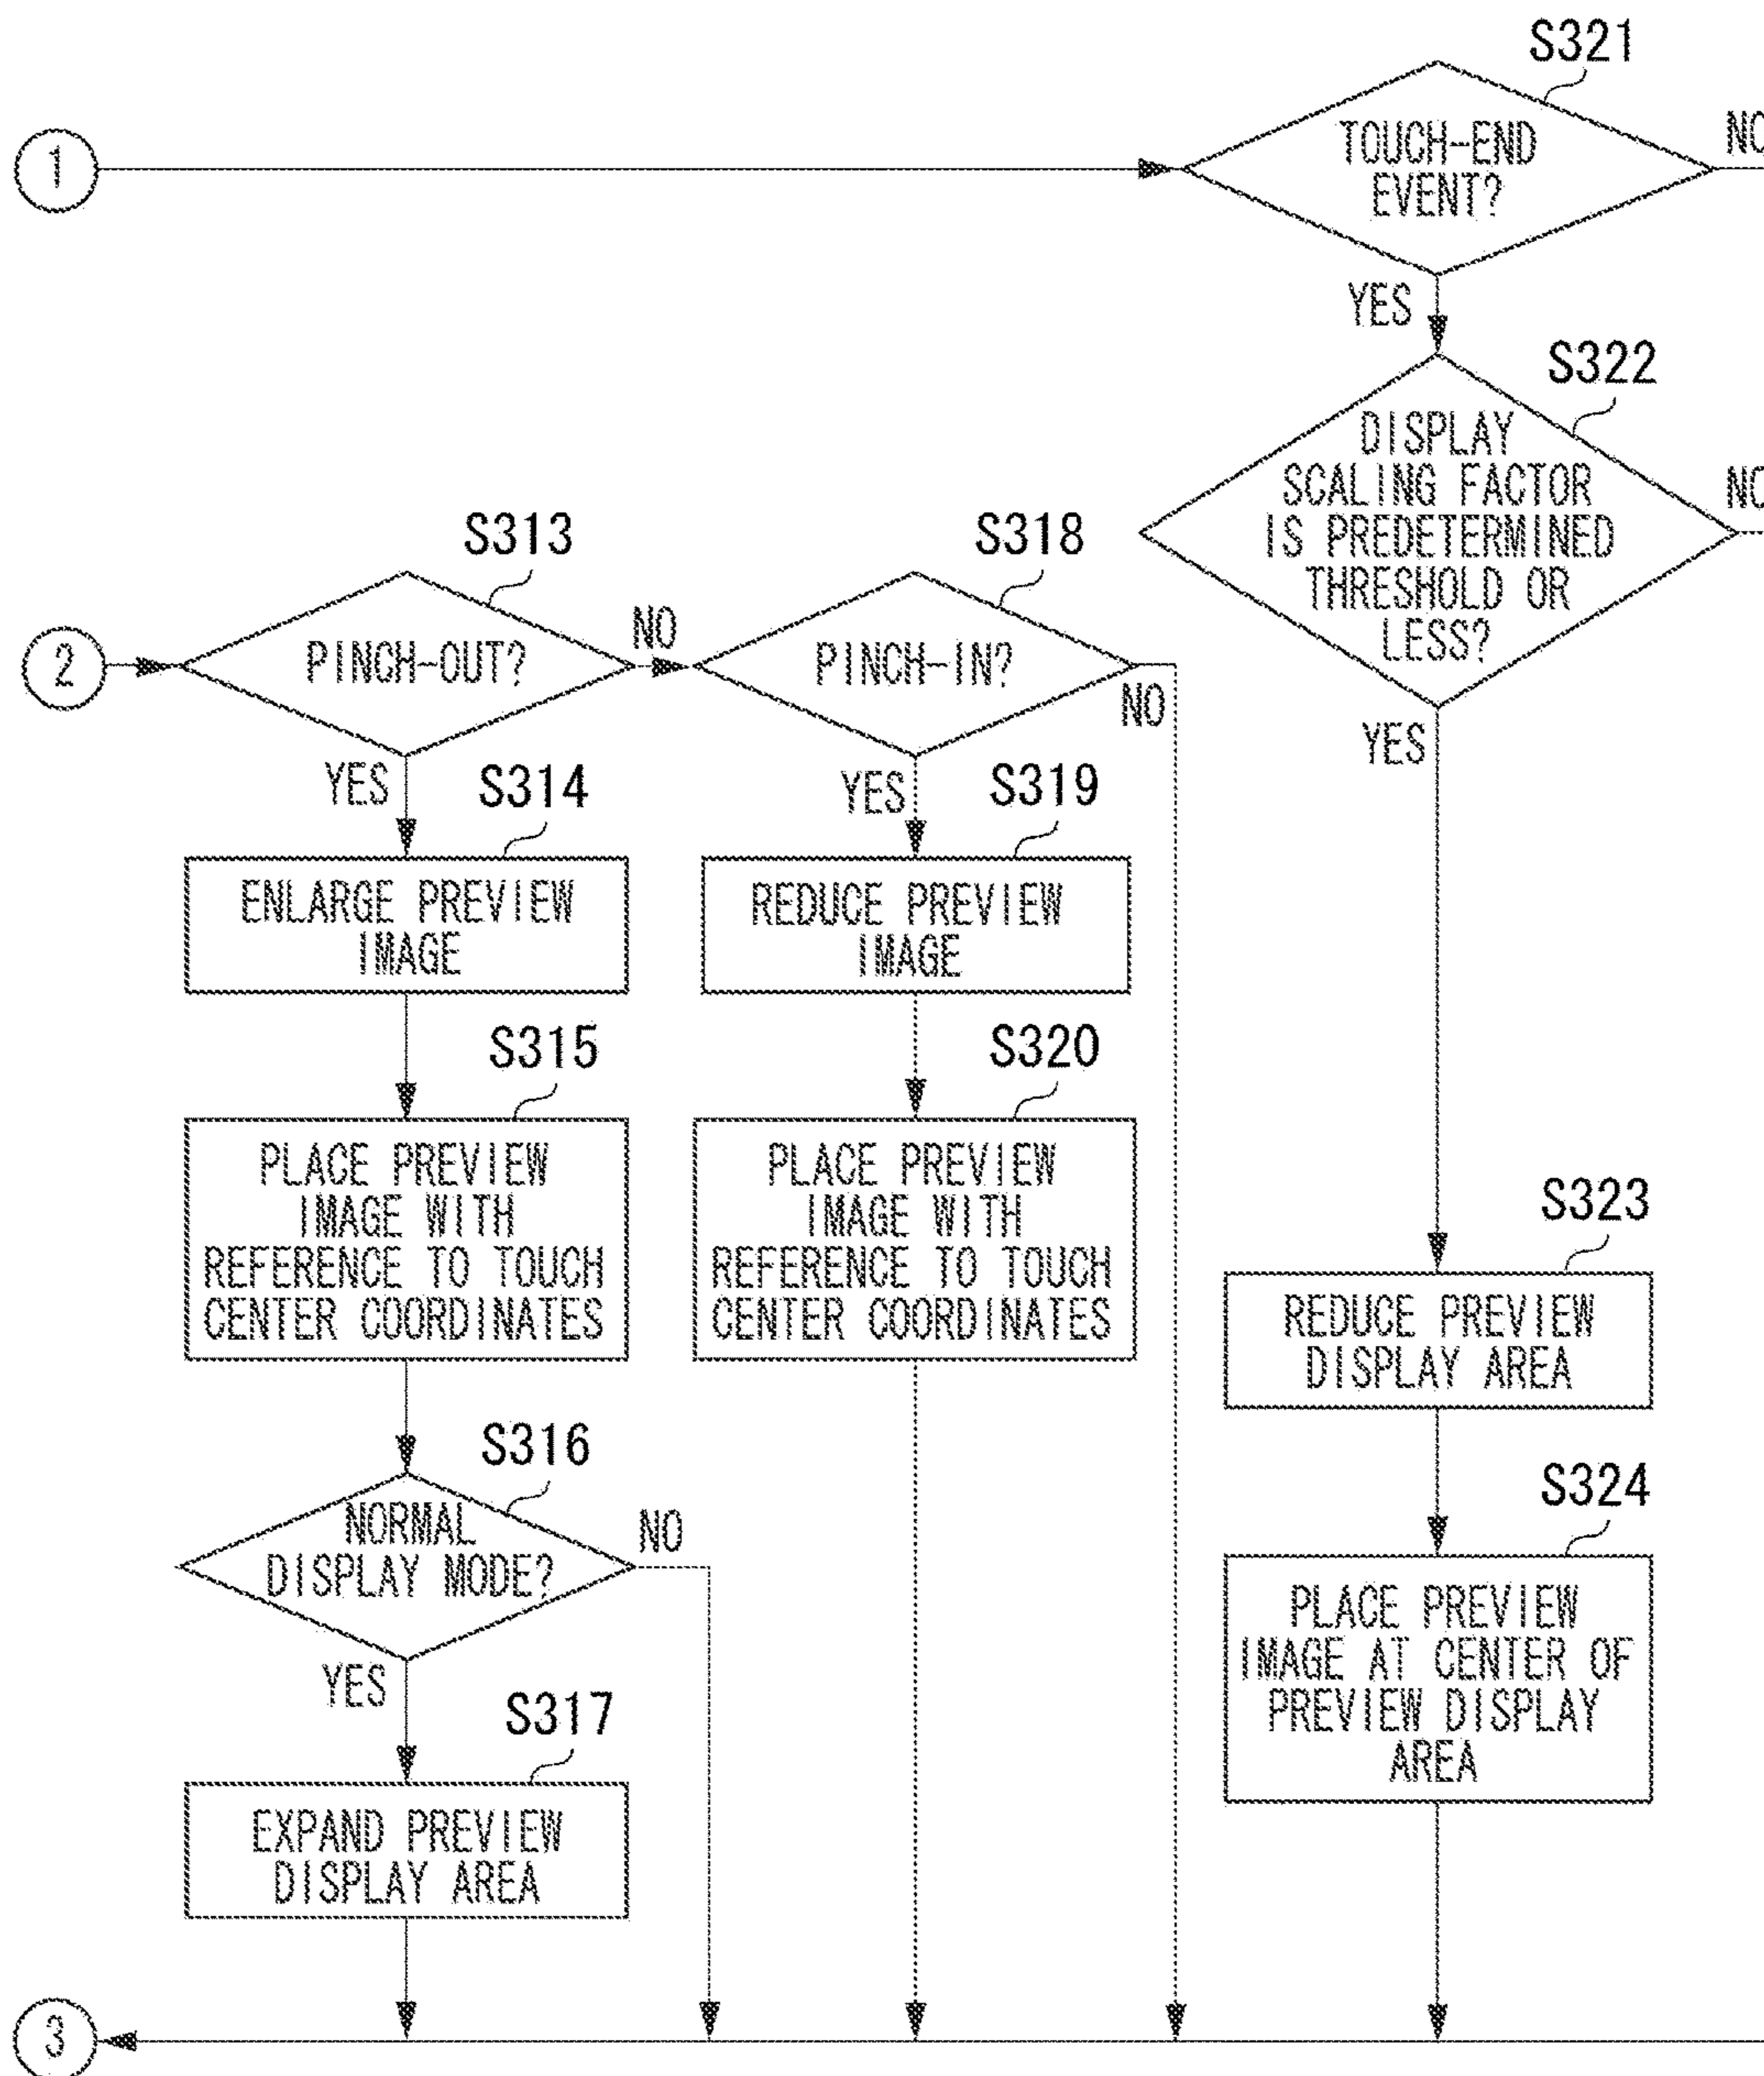 S321
1
TOUCH-END
EVENT?
NO
YES
S322
DISPLAY
SCALING FACTOR
IS PREDETERMINED
THRESHOLD OR
LESS?
NO
YES
S313
S318
2
PINCH-OUT?
NO
PINCH-IN?
NO
YES
S314
YES
S319
ENLARGE PREVIEW
IMAGE
REDUCE PREVIEW
IMAGE
S315
S320
PLACE PREVIEW
IMAGE WITH
REFERENCE TO TOUCH
CENTER COORDINATES
PLACE PREVIEW
IMAGE WITH
REFERENCE TO TOUCH
CENTER COORDINATES
S323
REDUCE PREVIEW
DISPLAY AREA
S316
NORMAL
DISPLAY MODE?
NO
YES
S324
PLACE PREVIEW
IMAGE AT CENTER OF
PREVIEW DISPLAY
AREA
S317
EXPAND PREVIEW
DISPLAY AREA
3